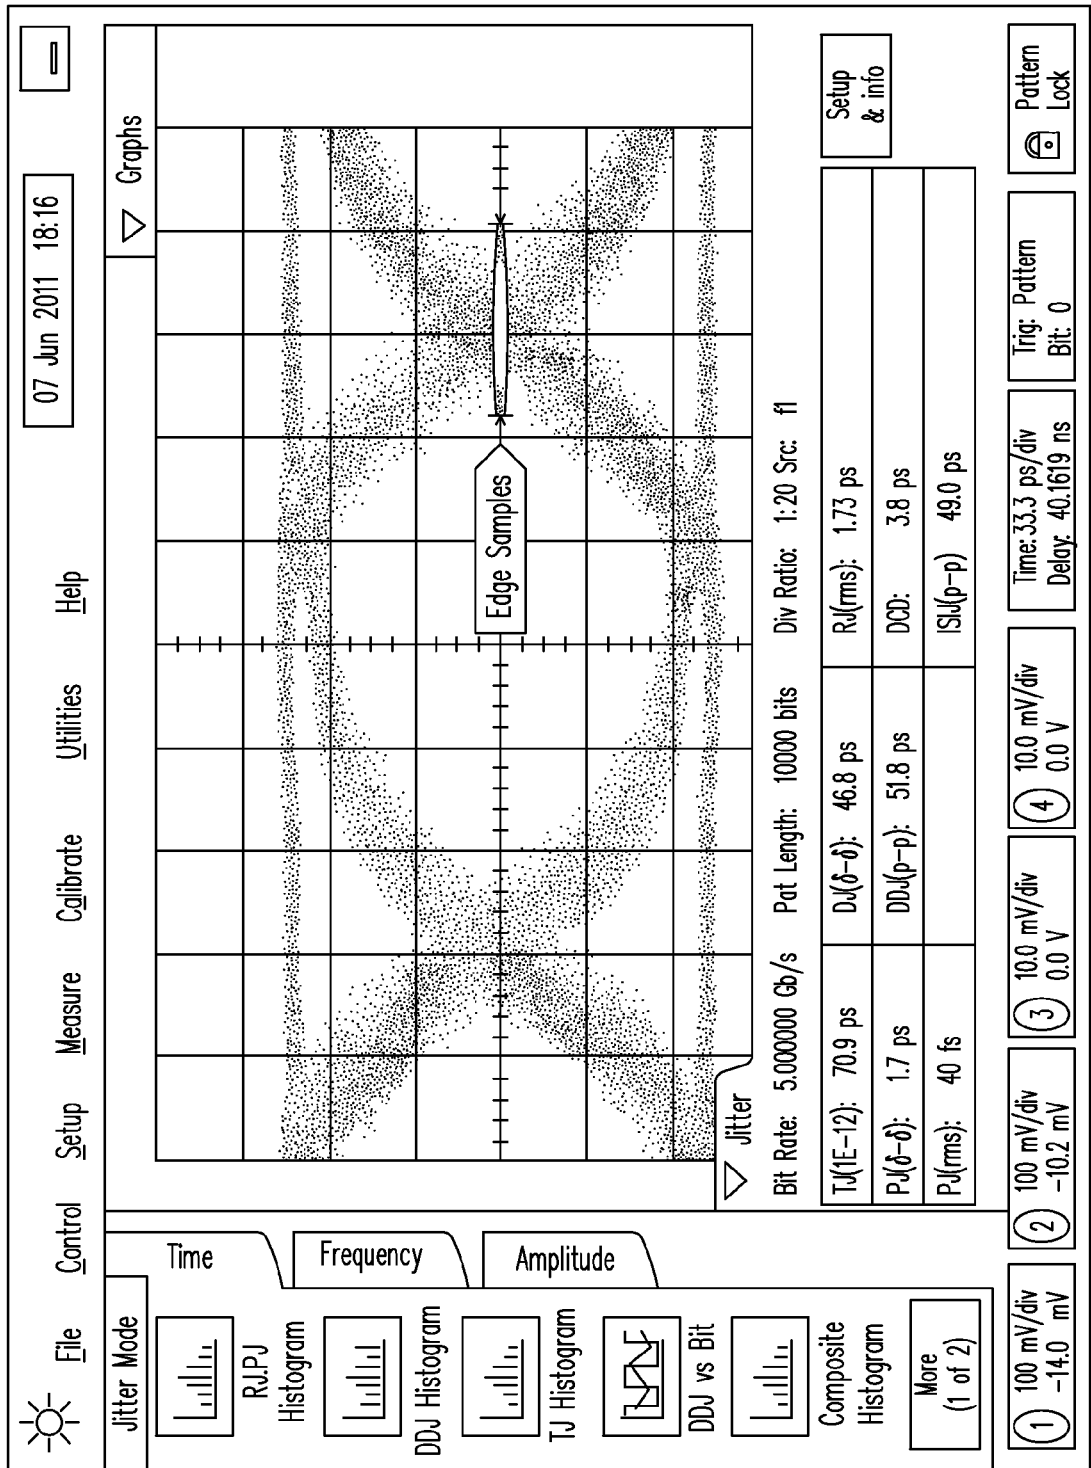 File Control Setup Measure Calibrate Utilities Help
07 Jun 2011 18:16
Jitter Mode
RJ.PJ
Histogram
DDJ Histogram
TJ Histogram
DDJ vs Bit
Composite
Histogram
More
(1 of 2)
Time
Frequency
Amplitude
Graphs
Edge Samples
Jitter
Bit Rate: 5.000000 Gb/s Pat Length: 10000 bits Div Ratio: 1:20 Src: f1
TJ(1E-12): 70.9 ps DJ(δ-δ): 46.8 ps RJ(rms): 1.73 ps
PJ(δ-δ): 1.7 ps DDJ(p-p): 51.8 ps DCD: 3.8 ps
PJ(rms): 40 fs ISIJ(p-p) 49.0 ps
Setup
& info
1 100 mV/div
-14.0 mV
2 100 mV/div
-10.2 mV
3 10.0 mV/div
0.0 V
4 10.0 mV/div
0.0 V
Time: 33.3 ps/div
Delay: 40.1619 ns
Trig: Pattern
Bit: 0
Pattern
Lock